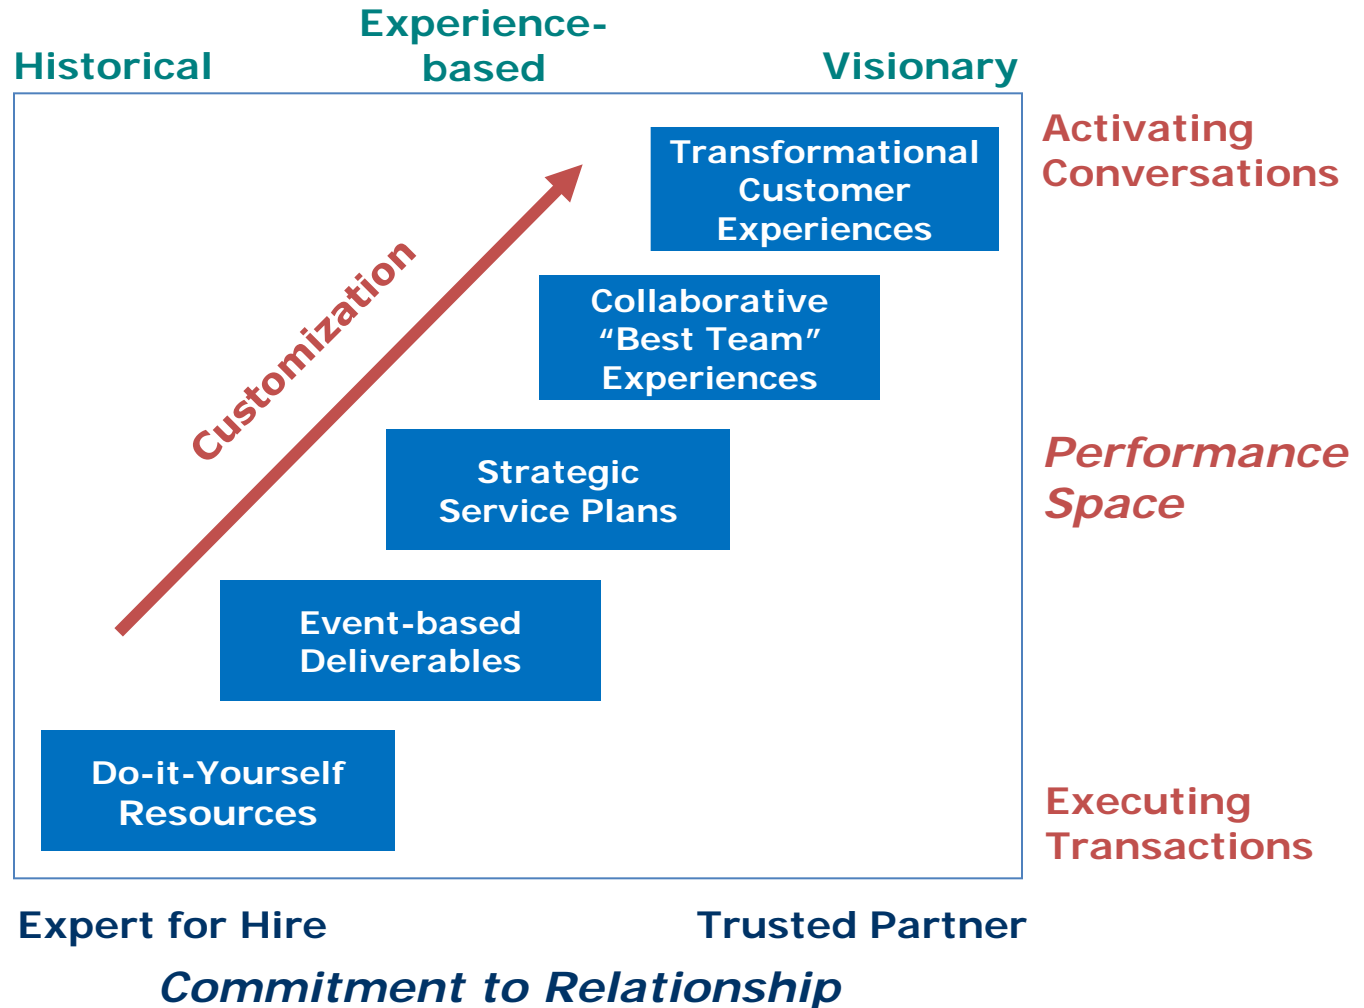 Experience-
based
Historical
Visionary
Activating
Conversations
Transformational
Customer
Experiences
Customization
Collaborative
“Best Team”
Experiences
Performance
Space
Strategic
Service Plans
Event-based
Deliverables
Do-it-Yourself
Resources
Executing
Transactions
Expert for Hire
Trusted Partner
Commitment to Relationship